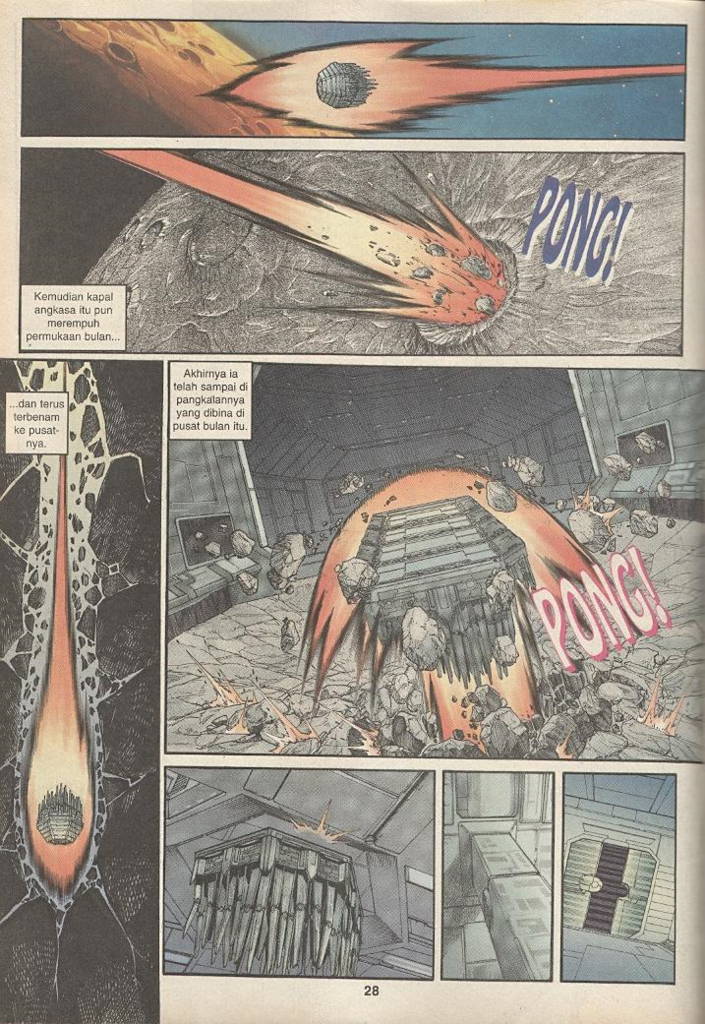 PONG!
Kemudian kapal
angkasa itu pun
merempuh
permukaan bulan...
...dan terus
terbenam
ke pusat-
nya.
Akhirnya ia
telah sampai di
pangkalannya
yang dibina di
pusat bulan itu.
PONG!
28